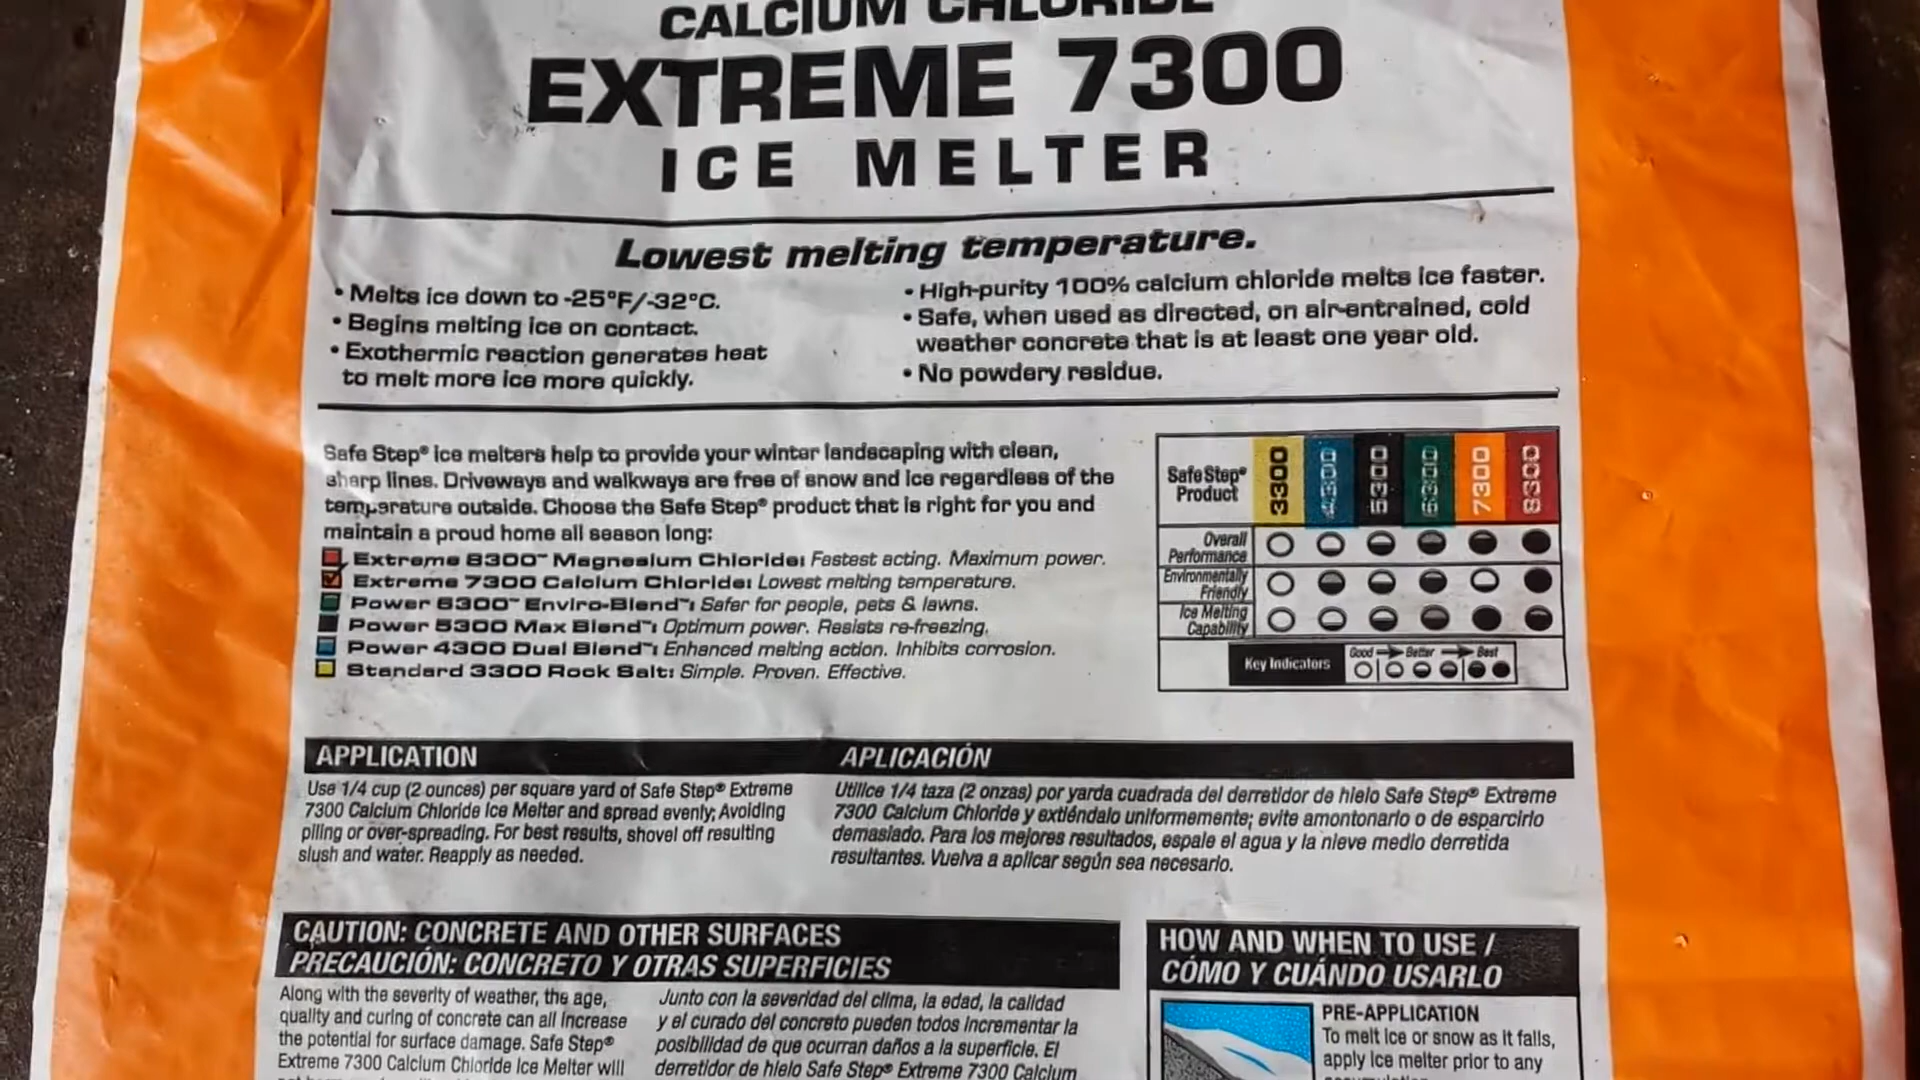 CALCIUM CHLORIDE
EXTREME 7300
ICE MELTER
Lowest melting temperature.
• Melts ice down to -25°F/-32°C.
• Begins melting ice on contact.
• Exothermic reaction generates heat
to melt more ice more quickly.
• High-purity 100% calcium chloride melts ice faster.
• Safe, when used as directed, on air-entrained, cold
weather concrete that is at least one year old.
• No powdery residue.
Safe Step® ice melters help to provide your winter landscaping with clean,
sharp lines. Driveways and walkways are free of snow and ice regardless of the
temperature outside. Choose the Safe Step® product that is right for you and
maintain a proud home all season long:
Extreme 8300™ Magnesium Chloride: Fastest acting. Maximum power.
Extreme 7300 Calcium Chloride: Lowest melting temperature.
Power 6300™ Enviro-Blend™: Safer for people, pets & lawns.
Power 5300 Max Blend™: Optimum power. Resists re-freezing.
Power 4300 Dual Blend™: Enhanced melting action. Inhibits corrosion.
Standard 3300 Rock Salt: Simple. Proven. Effective.
Safe Step®
Product
3300 4300 5300 6300 7300 8300
Overall
Performance
Environmentally
Friendly
Ice Melting
Capability
Key Indicators
Good Better Best
APPLICATION
Use 1/4 cup (2 ounces) per square yard of Safe Step® Extreme
7300 Calcium Chloride Ice Melter and spread evenly; Avoiding
piling or over-spreading. For best results, shovel off resulting
slush and water. Reapply as needed.
APLICACIÓN
Utilice 1/4 taza (2 onzas) por yarda cuadrada del derretidor de hielo Safe Step® Extreme
7300 Calcium Chloride y extiéndalo uniformemente; evite amontonarlo o de esparcirlo
demasiado. Para los mejores resultados, espale el agua y la nieve medio derretida
resultantes. Vuelva a aplicar según sea necesario.
CAUTION: CONCRETE AND OTHER SURFACES
PRECAUCIÓN: CONCRETO Y OTRAS SUPERFICIES
Along with the severity of weather, the age,
quality and curing of concrete can all increase
the potential for surface damage. Safe Step®
Extreme 7300 Calcium Chloride Ice Melter will
Junto con la severidad del clima, la edad, la calidad
y el curado del concreto pueden todos incrementar la
posibilidad de que ocurran daños a la superficie. El
derretidor de hielo Safe Step® Extreme 7300 Calcium
HOW AND WHEN TO USE /
CÓMO Y CUÁNDO USARLO
PRE-APPLICATION
To melt ice or snow as it falls,
apply ice melter prior to any